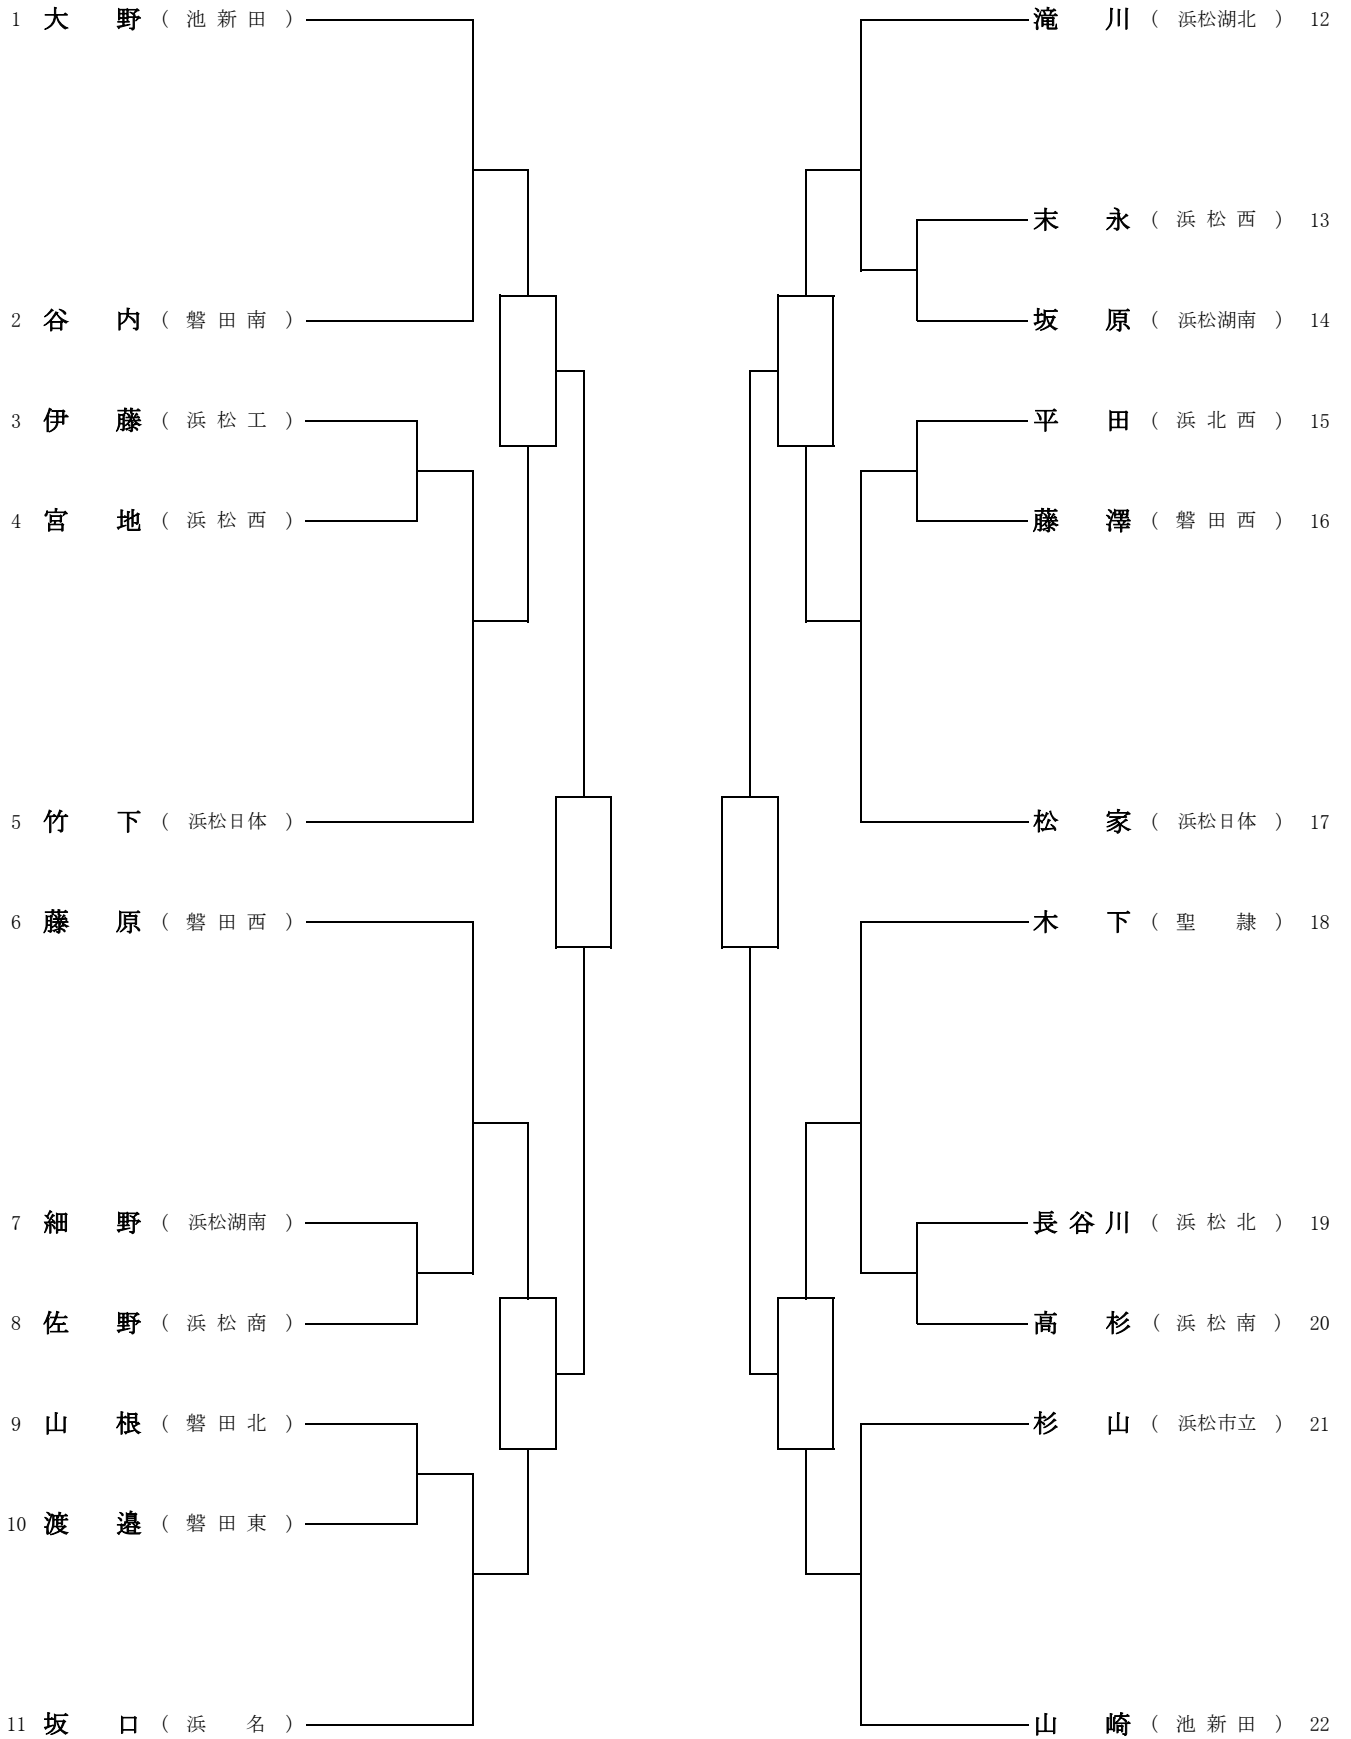 1 大野 ( 池新田 )
2 谷内 ( 磐田南 )
3 伊藤 ( 浜松工 )
4 宮地 ( 浜松西 )
5 竹下 ( 浜松日体 )
6 藤原 ( 磐田西 )
7 細野 ( 浜松湖南 )
8 佐野 ( 浜松商 )
9 山根 ( 磐田北 )
10 渡邉 ( 磐田東 )
11 坂口 ( 浜名 )
滝川 ( 浜松湖北 ) 12
末永 ( 浜松西 ) 13
坂原 ( 浜松湖南 ) 14
平田 ( 浜北西 ) 15
藤澤 ( 磐田西 ) 16
松家 ( 浜松日体 ) 17
木下 ( 聖隷 ) 18
長谷川 ( 浜松北 ) 19
高杉 ( 浜松南 ) 20
杉山 ( 浜松市立 ) 21
山崎 ( 池新田 ) 22